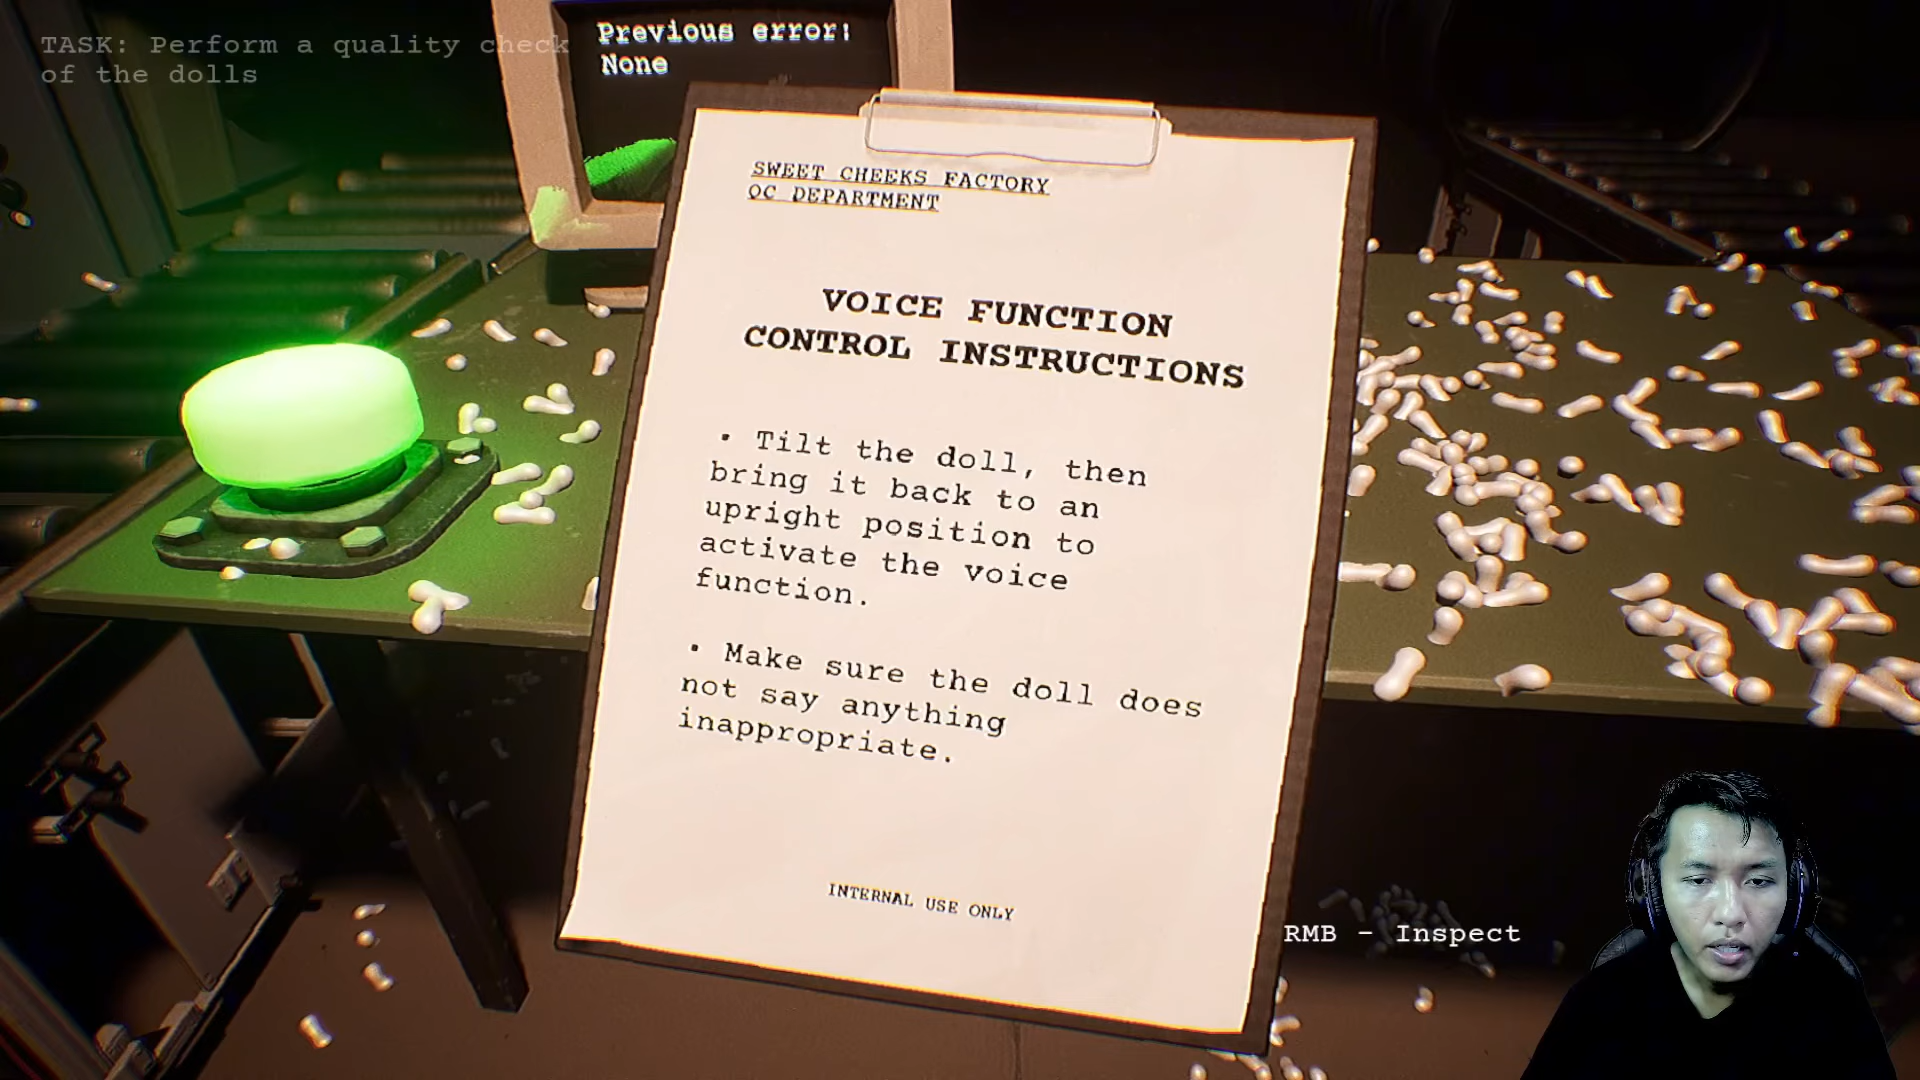 TASK: Perform a quality check
of the dolls
Previous error:
None
SWEET CHEEKS FACTORY
QC DEPARTMENT
VOICE FUNCTION
CONTROL INSTRUCTIONS
• Tilt the doll, then
bring it back to an
upright position to
activate the voice
function.
• Make sure the doll does
not say anything
inappropriate.
INTERNAL USE ONLY
RMB - Inspect